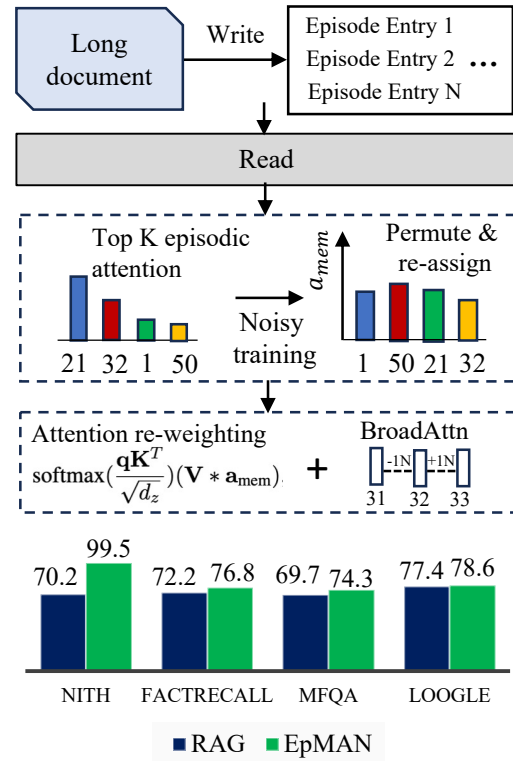 Long
document
Write
Episode Entry 1
Episode Entry 2 ...
Episode Entry N
Read
Top K episodic
attention
21 32 1 50
Noisy
training
a_mem
Permute &
re-assign
1 50 21 32
Attention re-weighting
softmax(qK^T/√d_z)(V * a_mem).
+
BroadAttn
-1N +1N
31 32 33
70.2 99.5 72.2 76.8 69.7 74.3 77.4 78.6
NITH FACTRECALL MFQA LOOGLE
RAG EpMAN